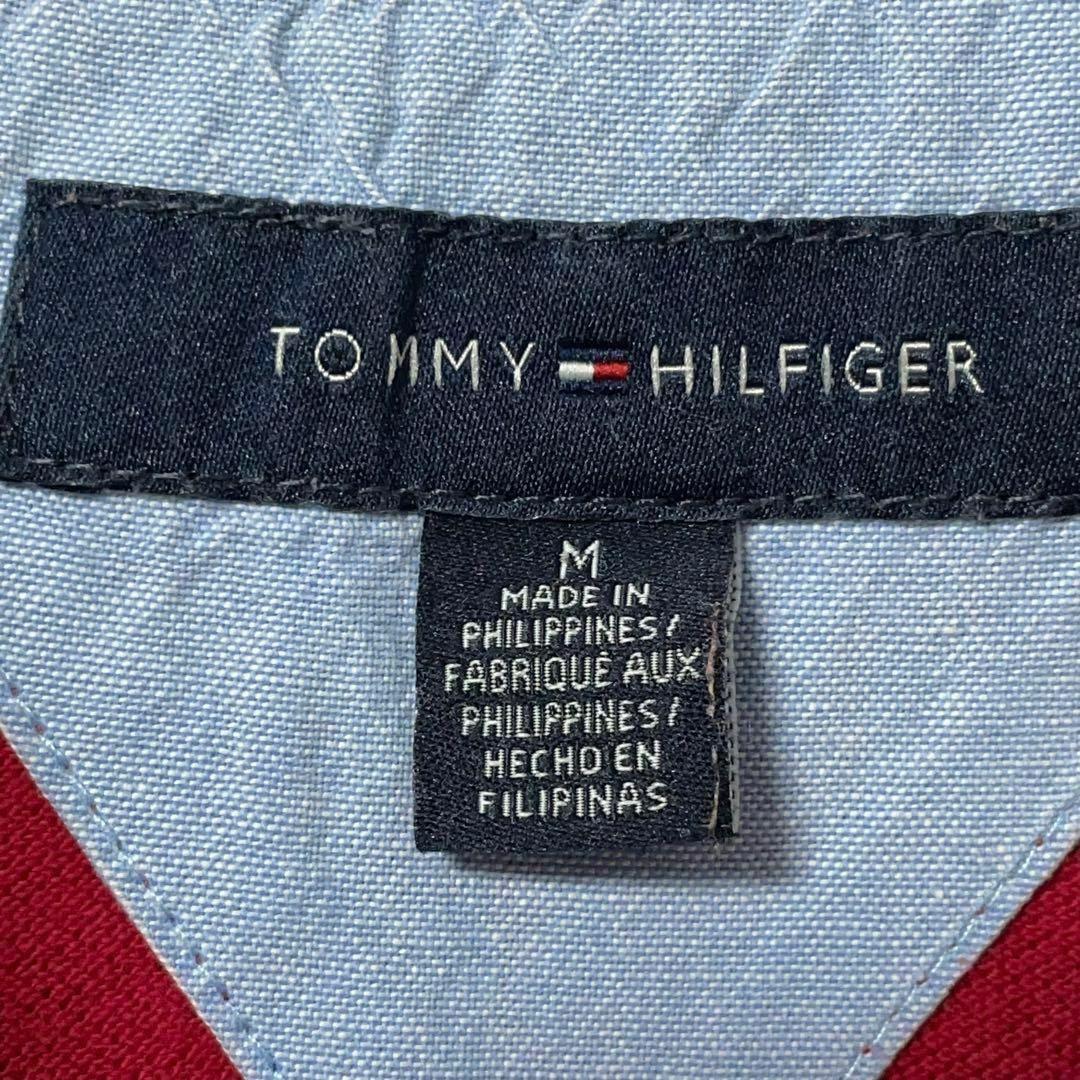 TOMMY HILFIGER
M
MADE IN
PHILIPPINES/
FABRIQUÉ AUX
PHILIPPINES/
HECHO EN
FILIPINAS